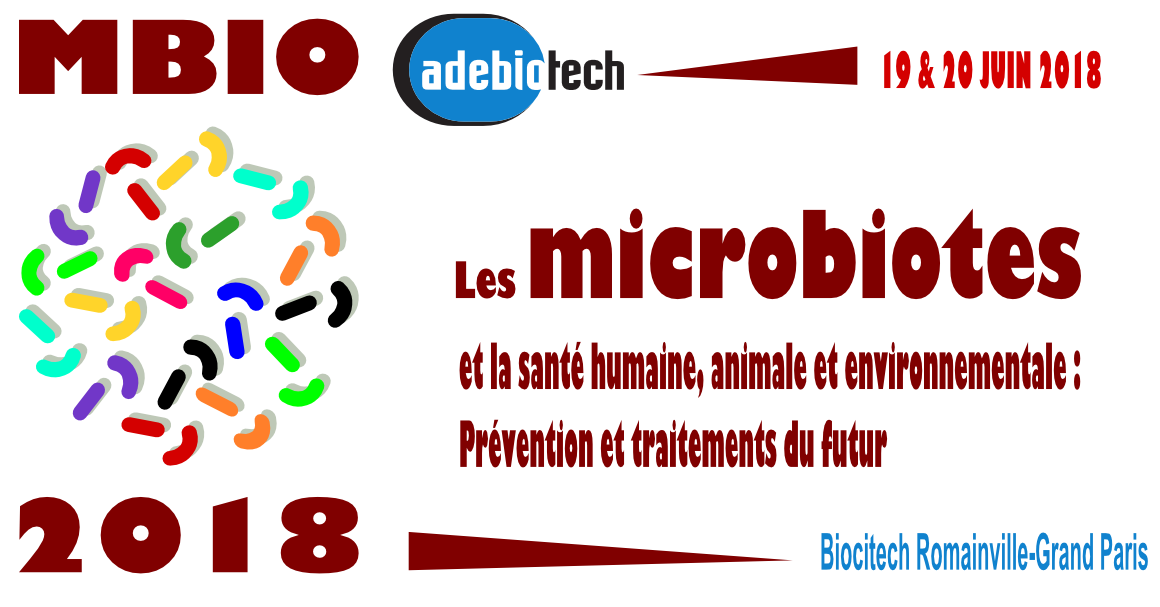 MBIO
adebiotech
19 & 20 JUIN 2018
Les microbiotes
et la santé humaine, animale et environnementale :
Prévention et traitements du futur
2018
Biocitech Romainville-Grand Paris